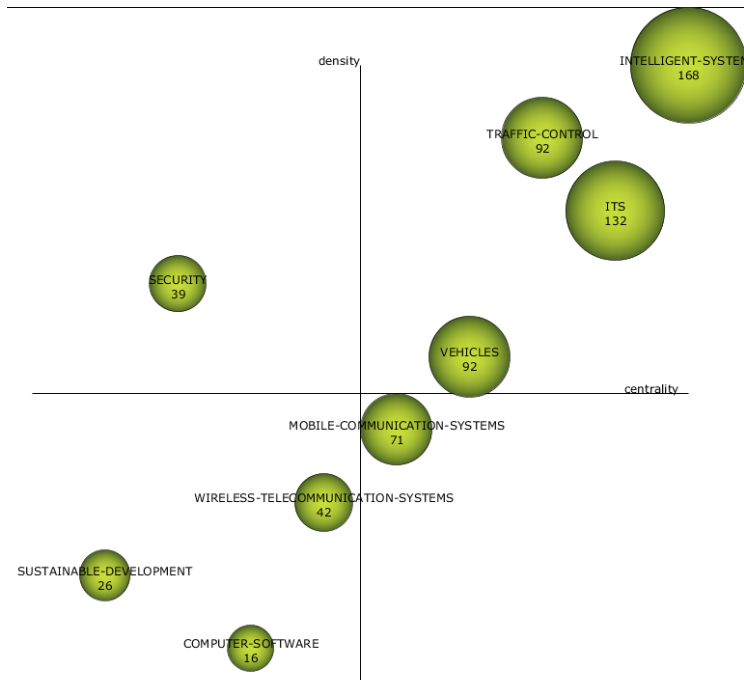 density
INTELLIGENT-SYSTEM
168
TRAFFIC-CONTROL
92
ITS
132
SECURITY
39
VEHICLES
92
centrality
MOBILE-COMMUNICATION-SYSTEMS
71
WIRELESS-TELECOMMUNICATION-SYSTEMS
42
SUSTAINABLE-DEVELOPMENT
26
COMPUTER-SOFTWARE
16